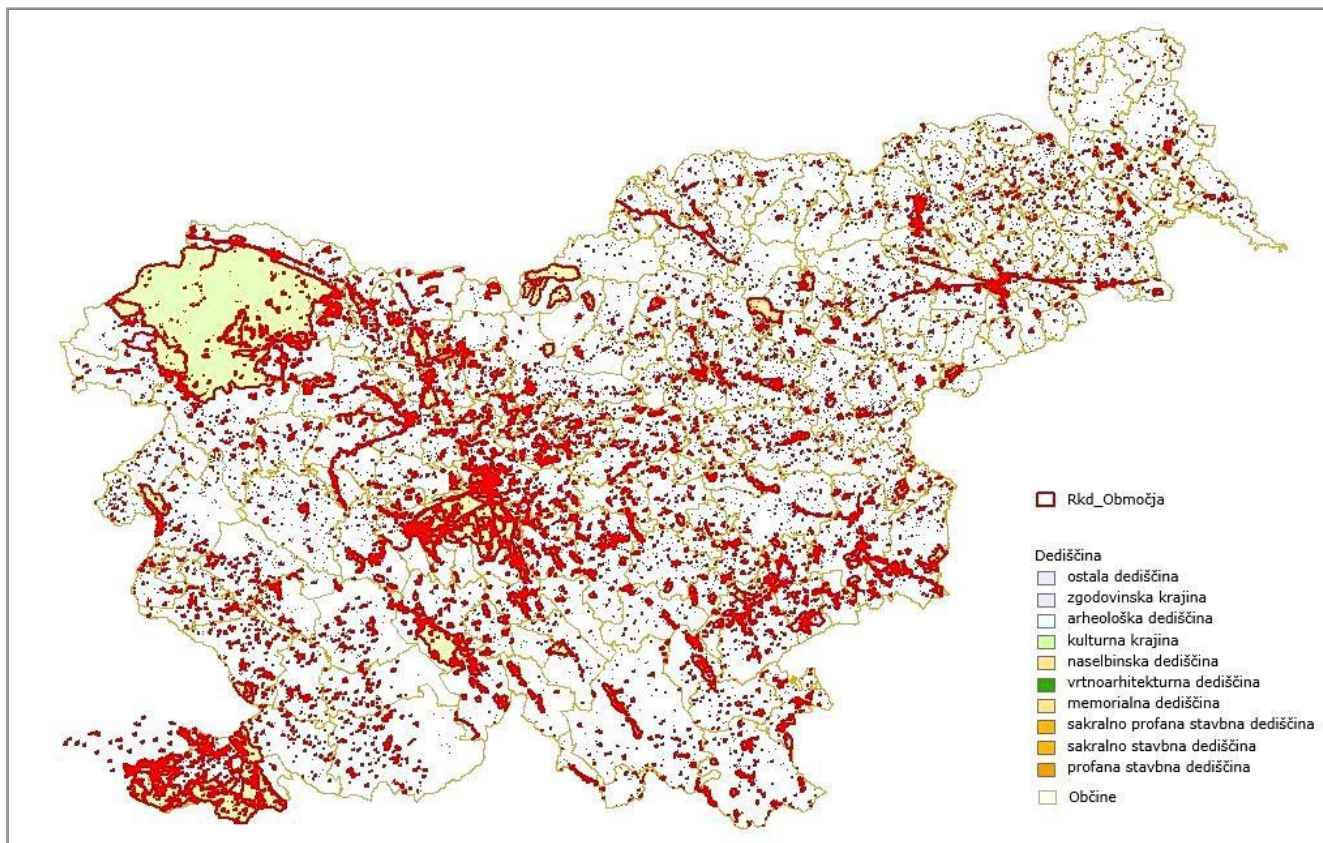 Rkd_Območja
Dediščina
ostala dediščina
zgodovinska krajina
arheološka dediščina
kulturna krajina
naselbinska dediščina
vrtnoarhitekturna dediščina
memorialna dediščina
sakralno profana stavbna dediščina
sakralno stavbna dediščina
profana stavbna dediščina
Občine